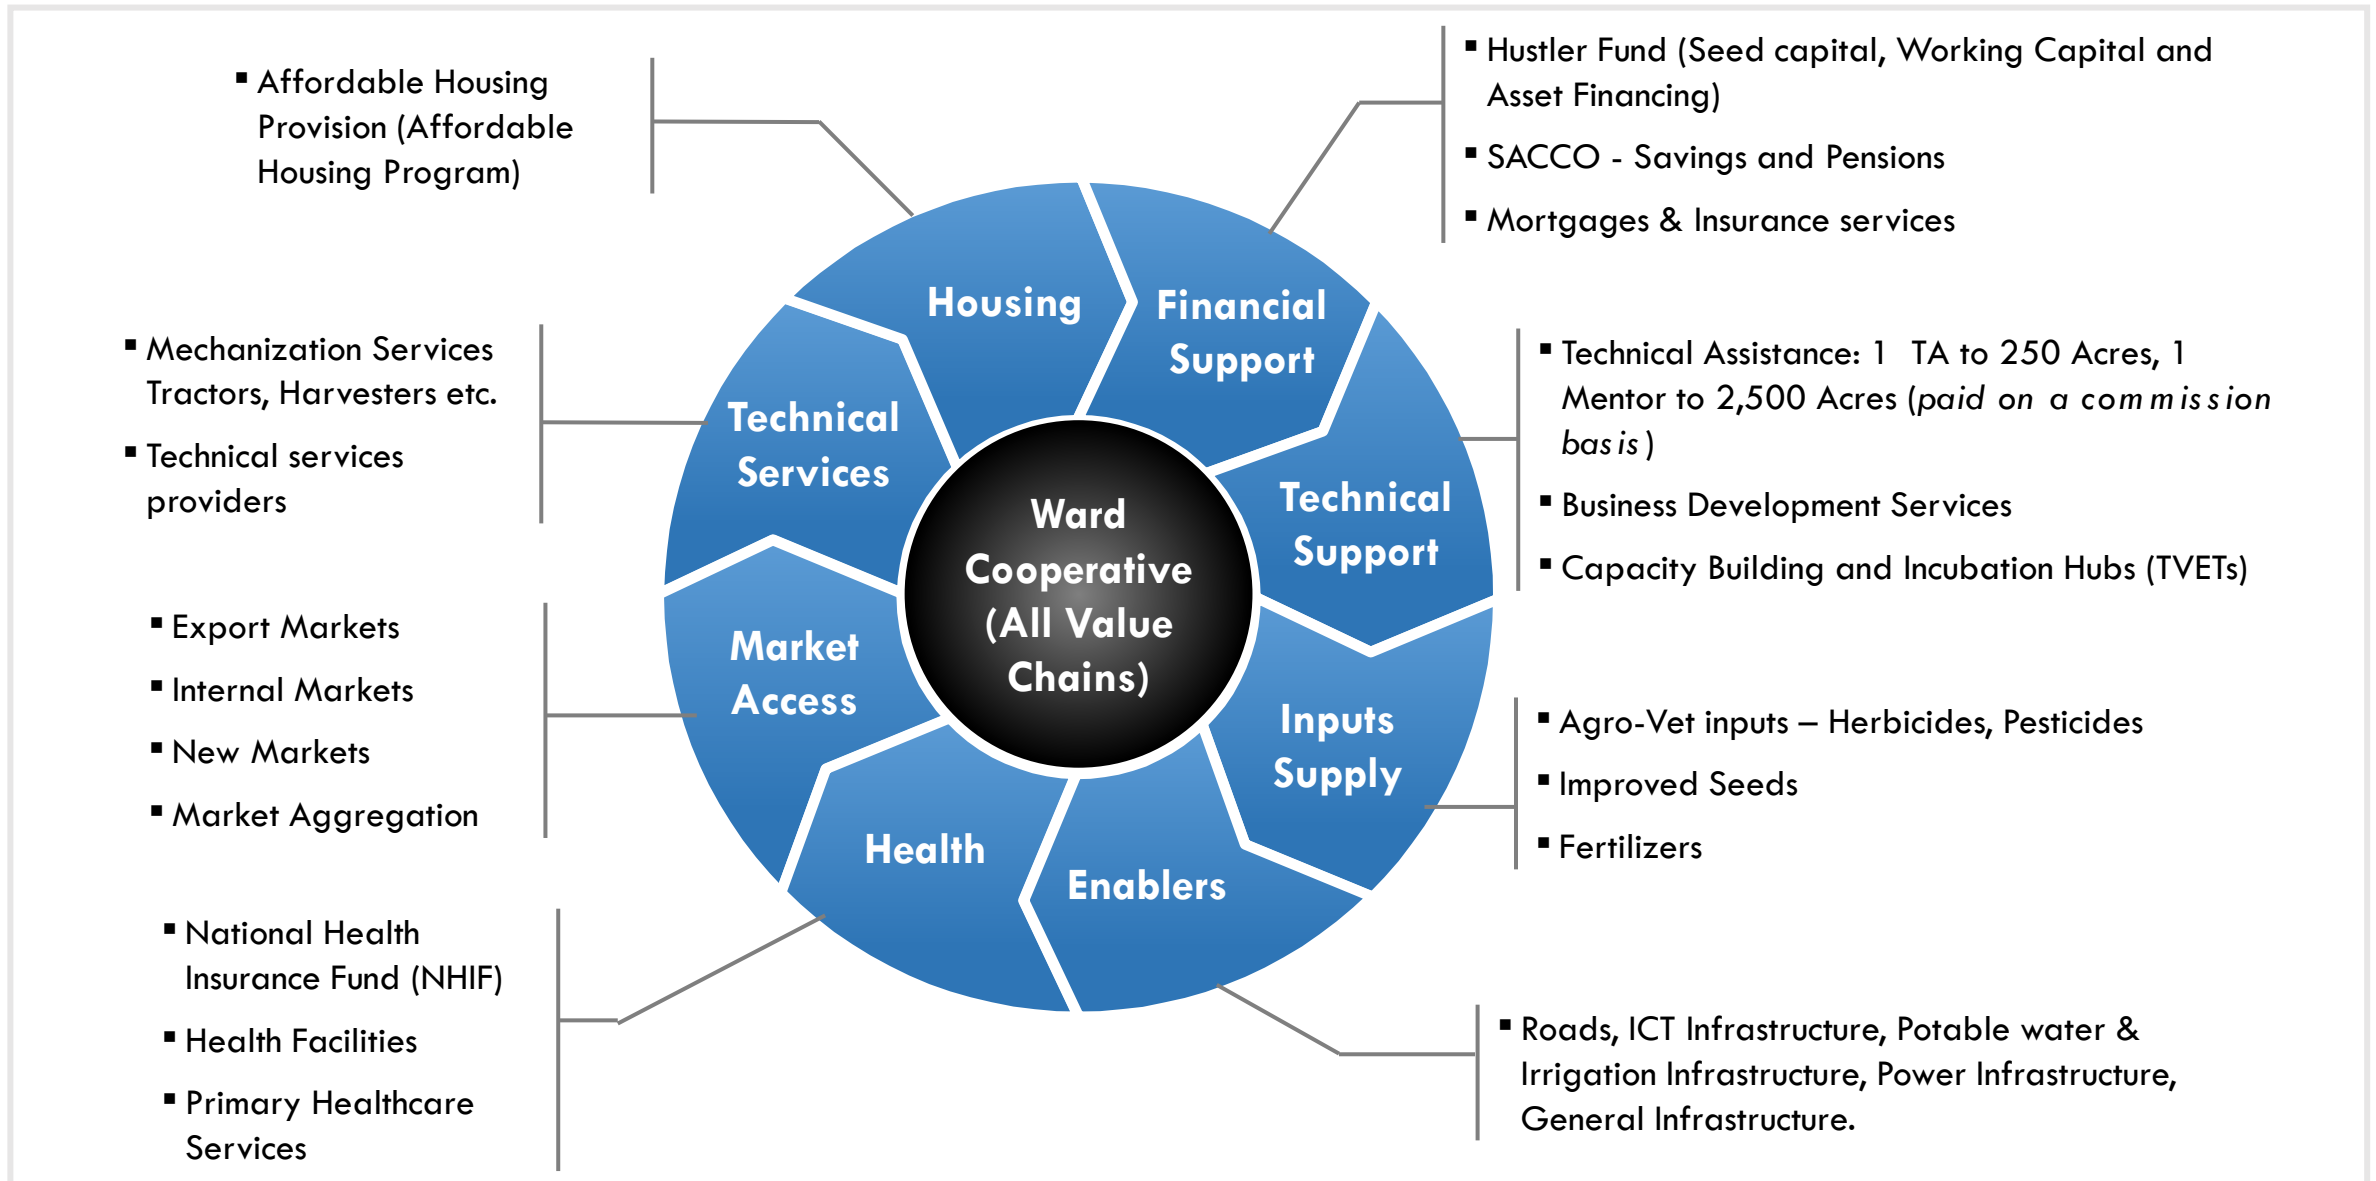 ▪ Affordable Housing
Provision (Affordable
Housing Program)
▪ Hustler Fund (Seed capital, Working Capital and
Asset Financing)
▪ SACCO - Savings and Pensions
▪ Mortgages & Insurance services
▪ Mechanization Services
Tractors, Harvesters etc.
▪ Technical services
providers
▪ Technical Assistance: 1 TA to 250 Acres, 1
Mentor to 2,500 Acres (paid on a commission
basis)
▪ Business Development Services
▪ Capacity Building and Incubation Hubs (TVETs)
▪ Export Markets
▪ Internal Markets
▪ New Markets
▪ Market Aggregation
▪ Agro-Vet inputs – Herbicides, Pesticides
▪ Improved Seeds
▪ Fertilizers
▪ National Health
Insurance Fund (NHIF)
▪ Health Facilities
▪ Primary Healthcare
Services
▪ Roads, ICT Infrastructure, Potable water &
Irrigation Infrastructure, Power Infrastructure,
General Infrastructure.
Housing
Financial
Support
Technical
Support
Inputs
Supply
Enablers
Health
Market
Access
Technical
Services
Ward
Cooperative
(All Value
Chains)